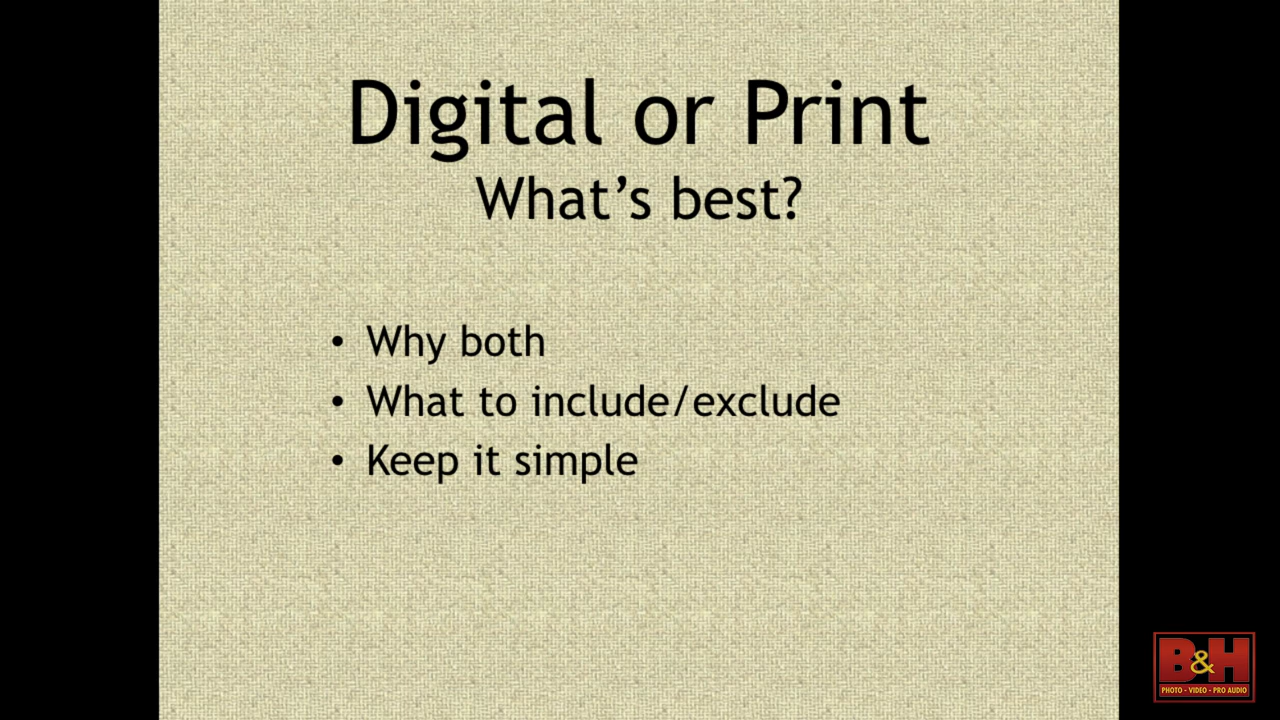 Digital or Print
What’s best?
• Why both
• What to include/exclude
• Keep it simple
B&H
PHOTO - VIDEO - PRO AUDIO